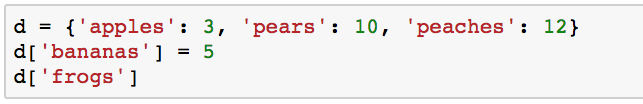 d = {'apples': 3, 'pears': 10, 'peaches': 12}
d['bananas'] = 5
d['frogs']